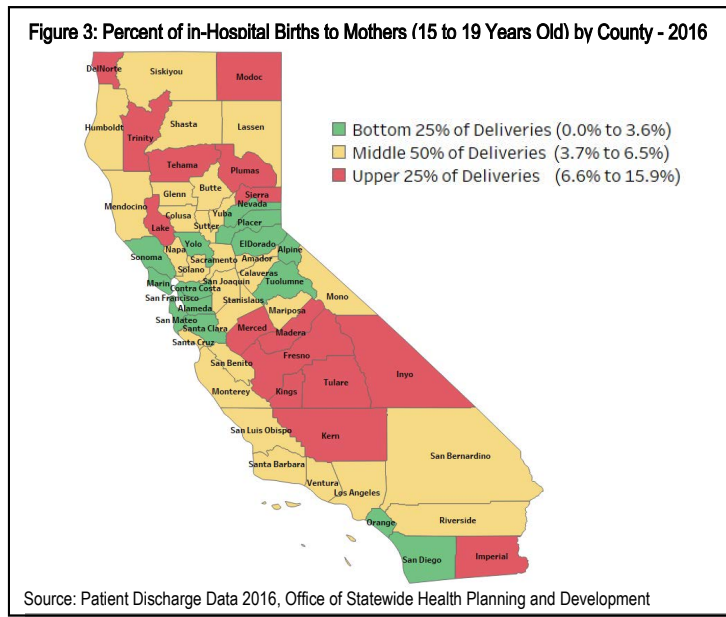 Figure 3: Percent of in-Hospital Births to Mothers (15 to 19 Years Old) by County - 2016
DelNorte
Siskiyou
Modoc
Humboldt
Trinity
Shasta
Lassen
Bottom 25% of Deliveries (0.0% to 3.6%)
Middle 50% of Deliveries (3.7% to 6.5%)
Upper 25% of Deliveries (6.6% to 15.9%)
Tehama
Plumas
Mendocino
Glenn
Butte
Sierra
Nevada
Colusa
Yuba
Sutter
Placer
Lake
Yolo
ElDorado
Sonoma
Napa
Sacramento
Amador
Alpine
Solano
Calaveras
Marin
Contra Costa
San Joaquin
Tuolumne
San Francisco
Alameda
Stanislaus
Mono
San Mateo
Santa Clara
Mariposa
Santa Cruz
Merced
Madera
San Benito
Fresno
Monterey
Kings
Tulare
Inyo
San Luis Obispo
Kern
Santa Barbara
San Bernardino
Ventura
Los Angeles
Orange
Riverside
San Diego
Imperial
Source: Patient Discharge Data 2016, Office of Statewide Health Planning and Development